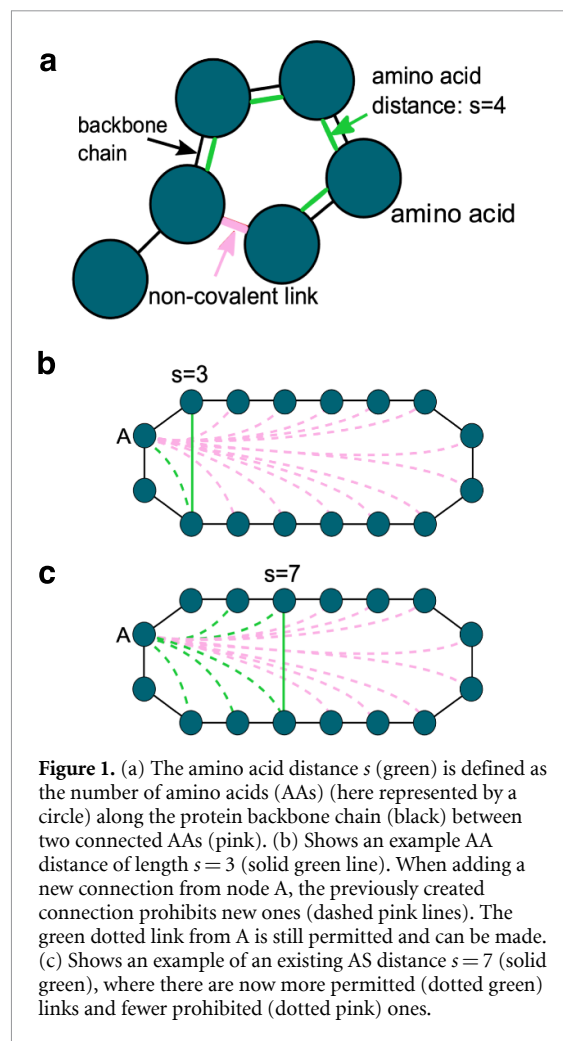 a
amino acid
distance: s=4
backbone
chain
amino acid
non-covalent link
b
s=3
A
c
s=7
A
Figure 1. (a) The amino acid distance s (green) is defined as
the number of amino acids (AAs) (here represented by a
circle) along the protein backbone chain (black) between
two connected AAs (pink). (b) Shows an example AA
distance of length s = 3 (solid green line). When adding a
new connection from node A, the previously created
connection prohibits new ones (dashed pink lines). The
green dotted link from A is still permitted and can be made.
(c) Shows an example of an existing AS distance s = 7 (solid
green), where there are now more permitted (dotted green)
links and fewer prohibited (dotted pink) ones.